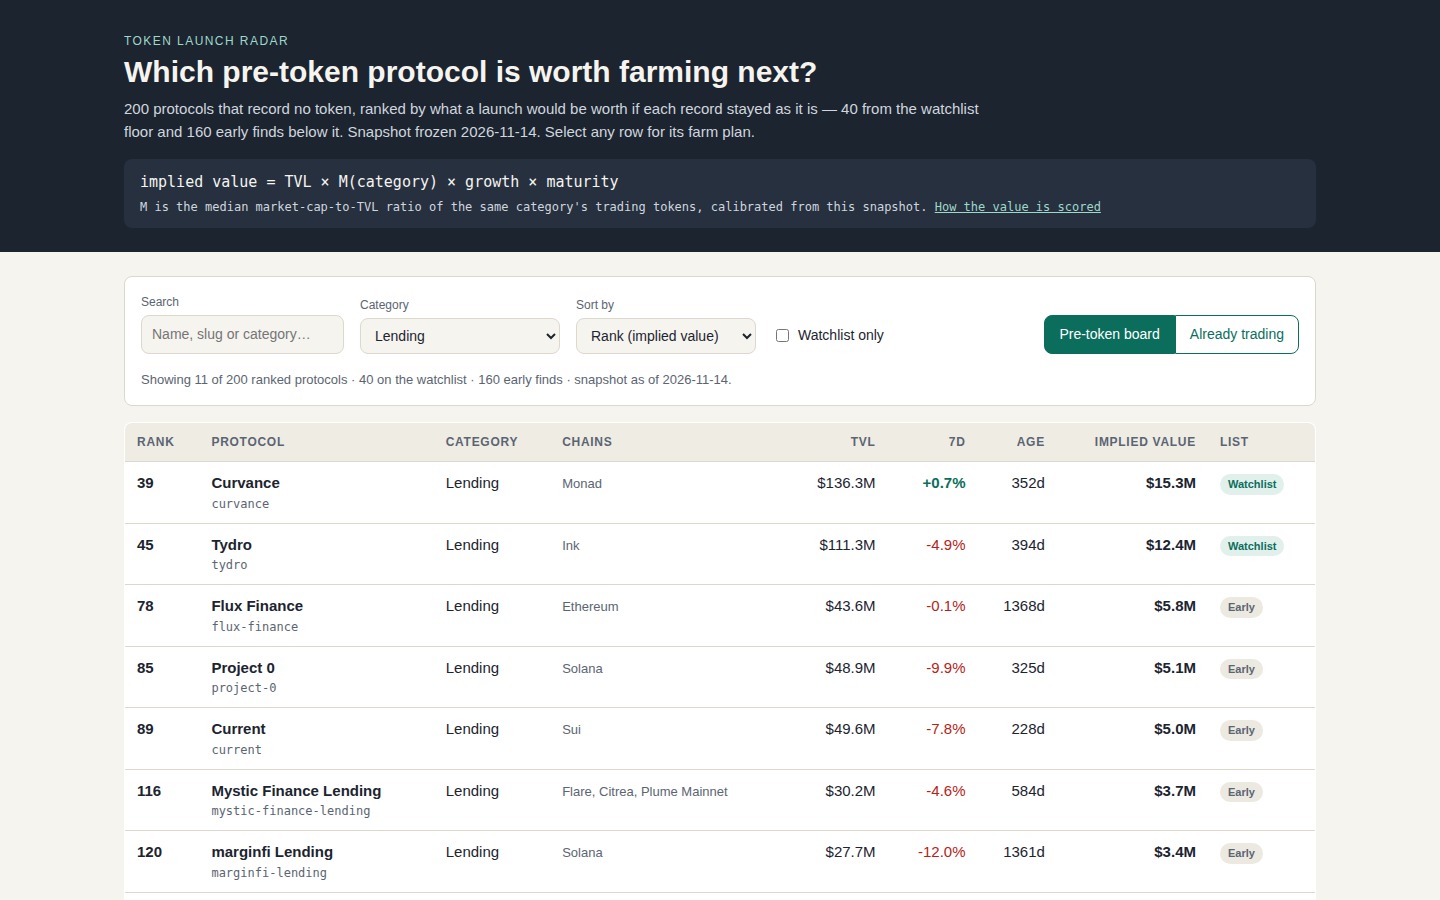 TOKEN LAUNCH RADAR
Which pre-token protocol is worth farming next?
200 protocols that record no token, ranked by what a launch would be worth if each record stayed as it is — 40 from the watchlist
floor and 160 early finds below it. Snapshot frozen 2026-11-14. Select any row for its farm plan.
implied value = TVL × M(category) × growth × maturity
M is the median market-cap-to-TVL ratio of the same category's trading tokens, calibrated from this snapshot. How the value is scored
Search
Category
Sort by
Name, slug or category…
Lending
Rank (implied value)
Watchlist only
Pre-token board
Already trading
Showing 11 of 200 ranked protocols · 40 on the watchlist · 160 early finds · snapshot as of 2026-11-14.
RANK PROTOCOL CATEGORY CHAINS TVL 7D AGE IMPLIED VALUE LIST
39 Curvance Lending Monad $136.3M +0.7% 352d $15.3M Watchlist
curvance
45 Tydro Lending Ink $111.3M -4.9% 394d $12.4M Watchlist
tydro
78 Flux Finance Lending Ethereum $43.6M -0.1% 1368d $5.8M Early
flux-finance
85 Project 0 Lending Solana $48.9M -9.9% 325d $5.1M Early
project-0
89 Current Lending Sui $49.6M -7.8% 228d $5.0M Early
current
116 Mystic Finance Lending Lending Flare, Citrea, Plume Mainnet $30.2M -4.6% 584d $3.7M Early
mystic-finance-lending
120 marginfi Lending Lending Solana $27.7M -12.0% 1361d $3.4M Early
marginfi-lending